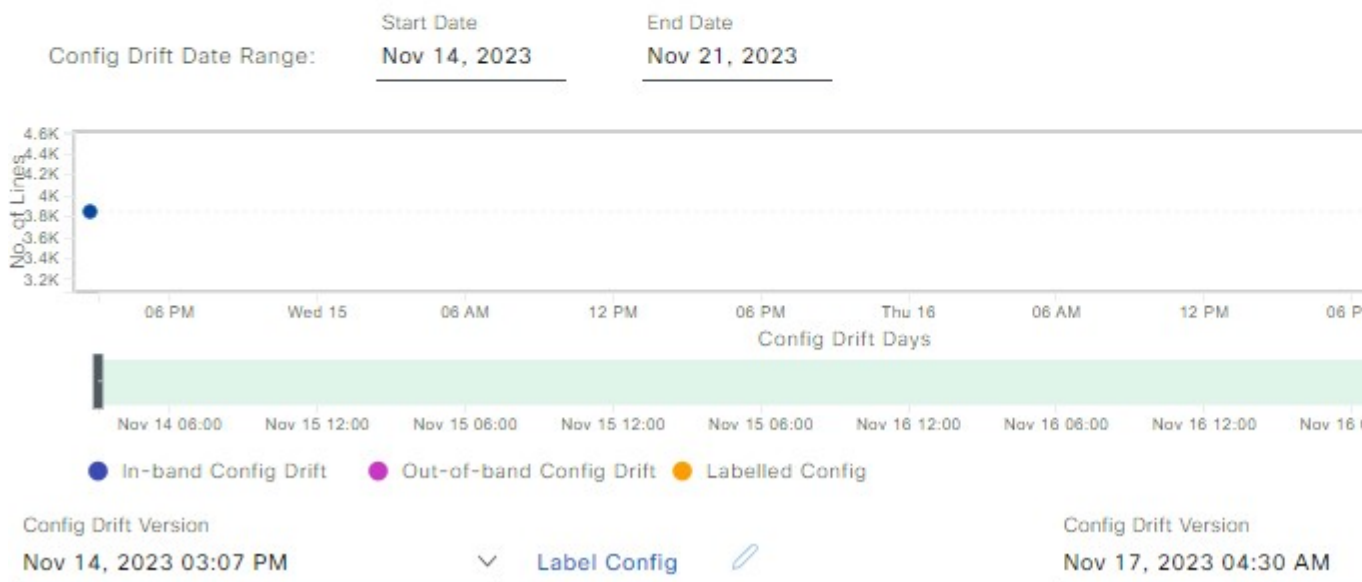 Start Date End Date
Config Drift Date Range: Nov 14, 2023 Nov 21, 2023
4.6K
4.4K
4.2K
4K
3.8K
3.6K
3.4K
3.2K
No. of Lines
06 PM Wed 15 06 AM 12 PM 06 PM Thu 16 06 AM 12 PM 06 P
Config Drift Days
Nov 14 06:00 Nov 15 12:00 Nov 15 06:00 Nov 15 12:00 Nov 15 06:00 Nov 16 12:00 Nov 16 06:00 Nov 16 12:00 Nov 16
In-band Config Drift Out-of-band Config Drift Labelled Config
Config Drift Version Config Drift Version
Nov 14, 2023 03:07 PM Label Config Nov 17, 2023 04:30 AM